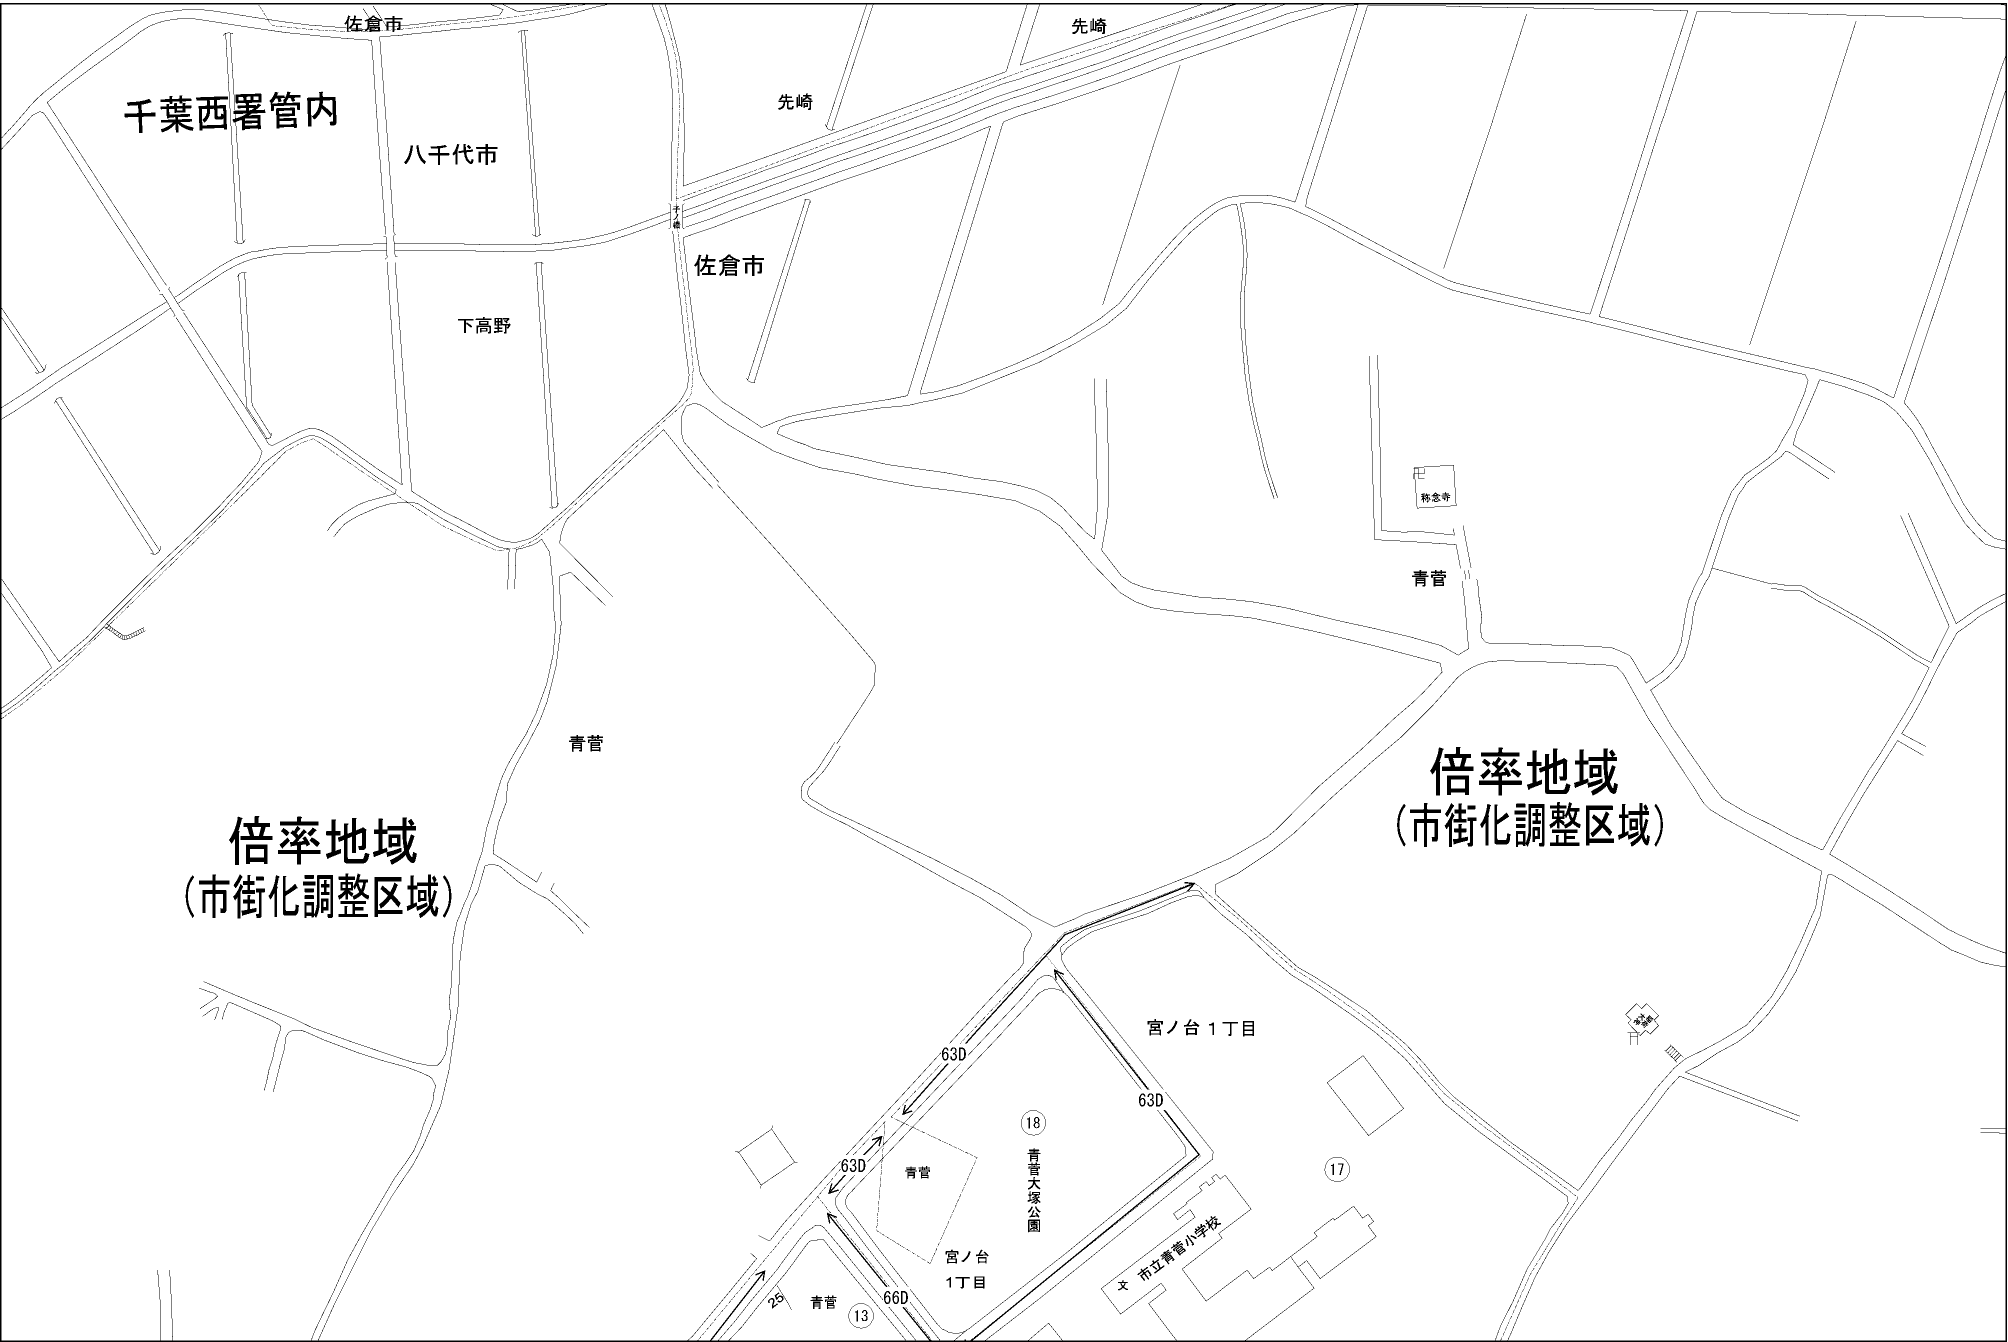 佐倉市
先崎
千葉西署管内
先崎
八千代市
子ノ橋
佐倉市
下高野
称念寺
青菅
青菅
倍率地域
(市街化調整区域)
倍率地域
(市街化調整区域)
宮ノ台1丁目
63D
63D
18
青菅大塚公園
63D
青菅
17
市立青菅小学校
文
宮ノ台
1丁目
66D
25
青菅
13